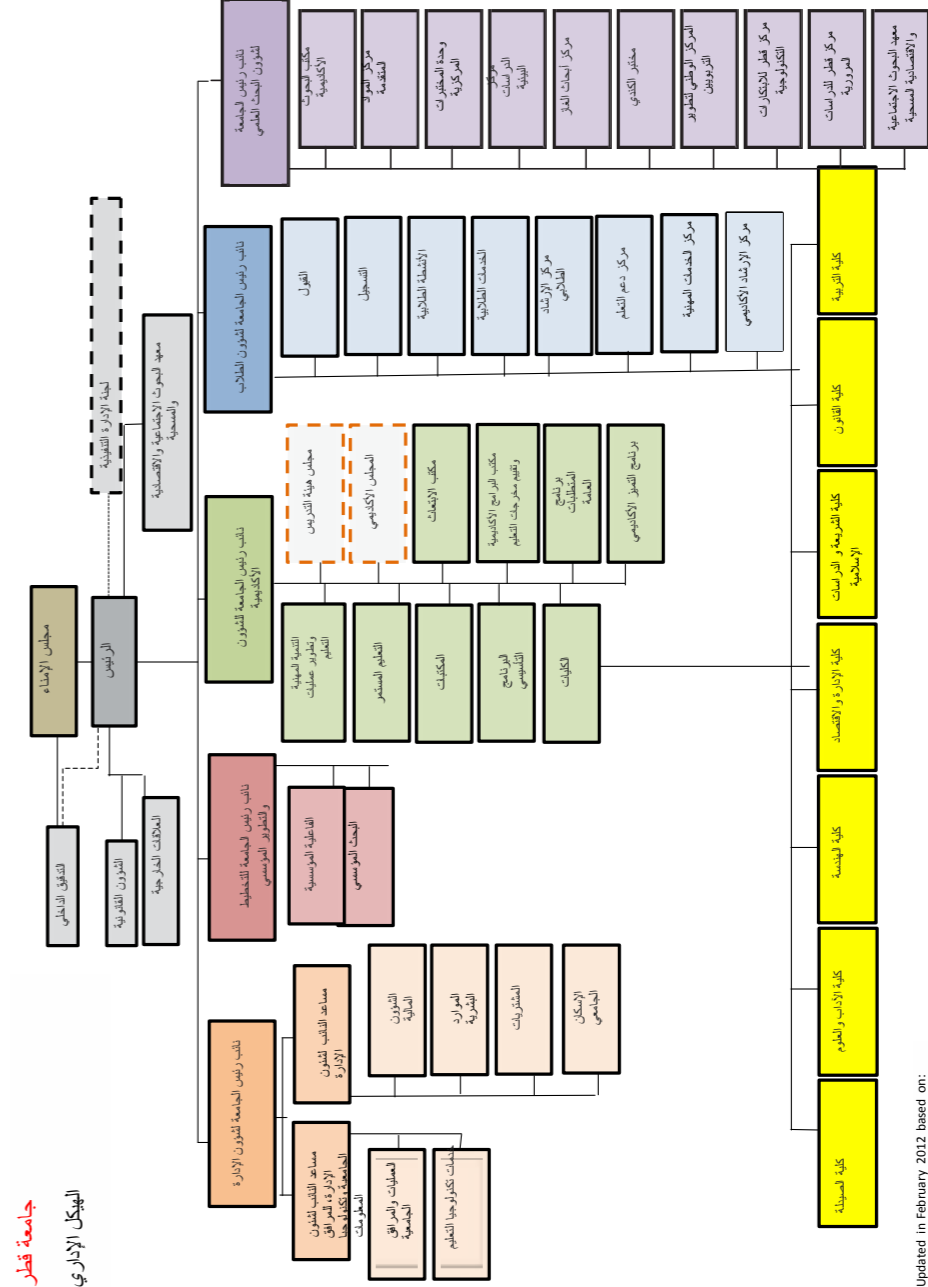 جامعة قطر
الهيكل الإداري
مجلس الإمناء
الرئيس
لجنة الإدارة التنفيذية
التدقيق الداخلي
الشؤون القانونية
العلاقات الخارجية
معهد البحوث الاجتماعية والاقتصادية
والمسحية
نائب رئيس الجامعة
لشؤون البحث العلمي
مكتب البحوث
الأكاديمية
مركز المواد
المتقدمة
وحدة المختبرات
المركزية
مركز
الدراسات
البيئية
مركز أبحاث الغاز
مختبر الكندي
المركز الوطني لتطوير
التربويين
مركز قطر للابتكارات
التكنولوجية
مركز قطر للدراسات
المرورية
معهد البحوث الاجتماعية
والاقتصادية المسحية
نائب رئيس الجامعة لشؤون الطلاب
القبول
التسجيل
الأنشطة الطلابية
الخدمات الطلابية
مركز الإرشاد
الطلابي
مركز دعم التعلم
مركز الخدمات المهنية
مركز الإرشاد الأكاديمي
نائب رئيس الجامعة للشؤون
الأكاديمية
مجلس هيئة التدريس
المجلس الأكاديمي
مكتب الابتعاث
مكتب البرامج الأكاديمية
وتقييم مخرجات التعليم
برنامج
المتطلبات
العامة
برنامج التميز الأكاديمي
التنمية المهنية
وتطوير عمليات
التعليم
التعليم المستمر
المكتبات
البرنامج
التأسيسي
الكليات
نائب رئيس الجامعة للتخطيط
والتطوير المؤسسي
الفاعلية المؤسسية
البحث المؤسسي
نائب رئيس الجامعة لشؤون الإدارة
مساعد النائب لشئون
الإدارة
الشؤون
المالية
الموارد
البشرية
المشتريات
الإسكان
الجامعي
مساعد النائب لشئون
الإدارة، للمرافق
الجامعية وتكنولوجيا
المعلومات
العمليات والمرافق
الجامعية
خدمات تكنولوجيا التعليم
كلية التربية
كلية القانون
كلية الشريعة و الدراسات
الإسلامية
كلية الإدارة والاقتصاد
كلية الهندسة
كلية الآداب والعلوم
كلية الصيدلة
Updated in February 2012 based on: